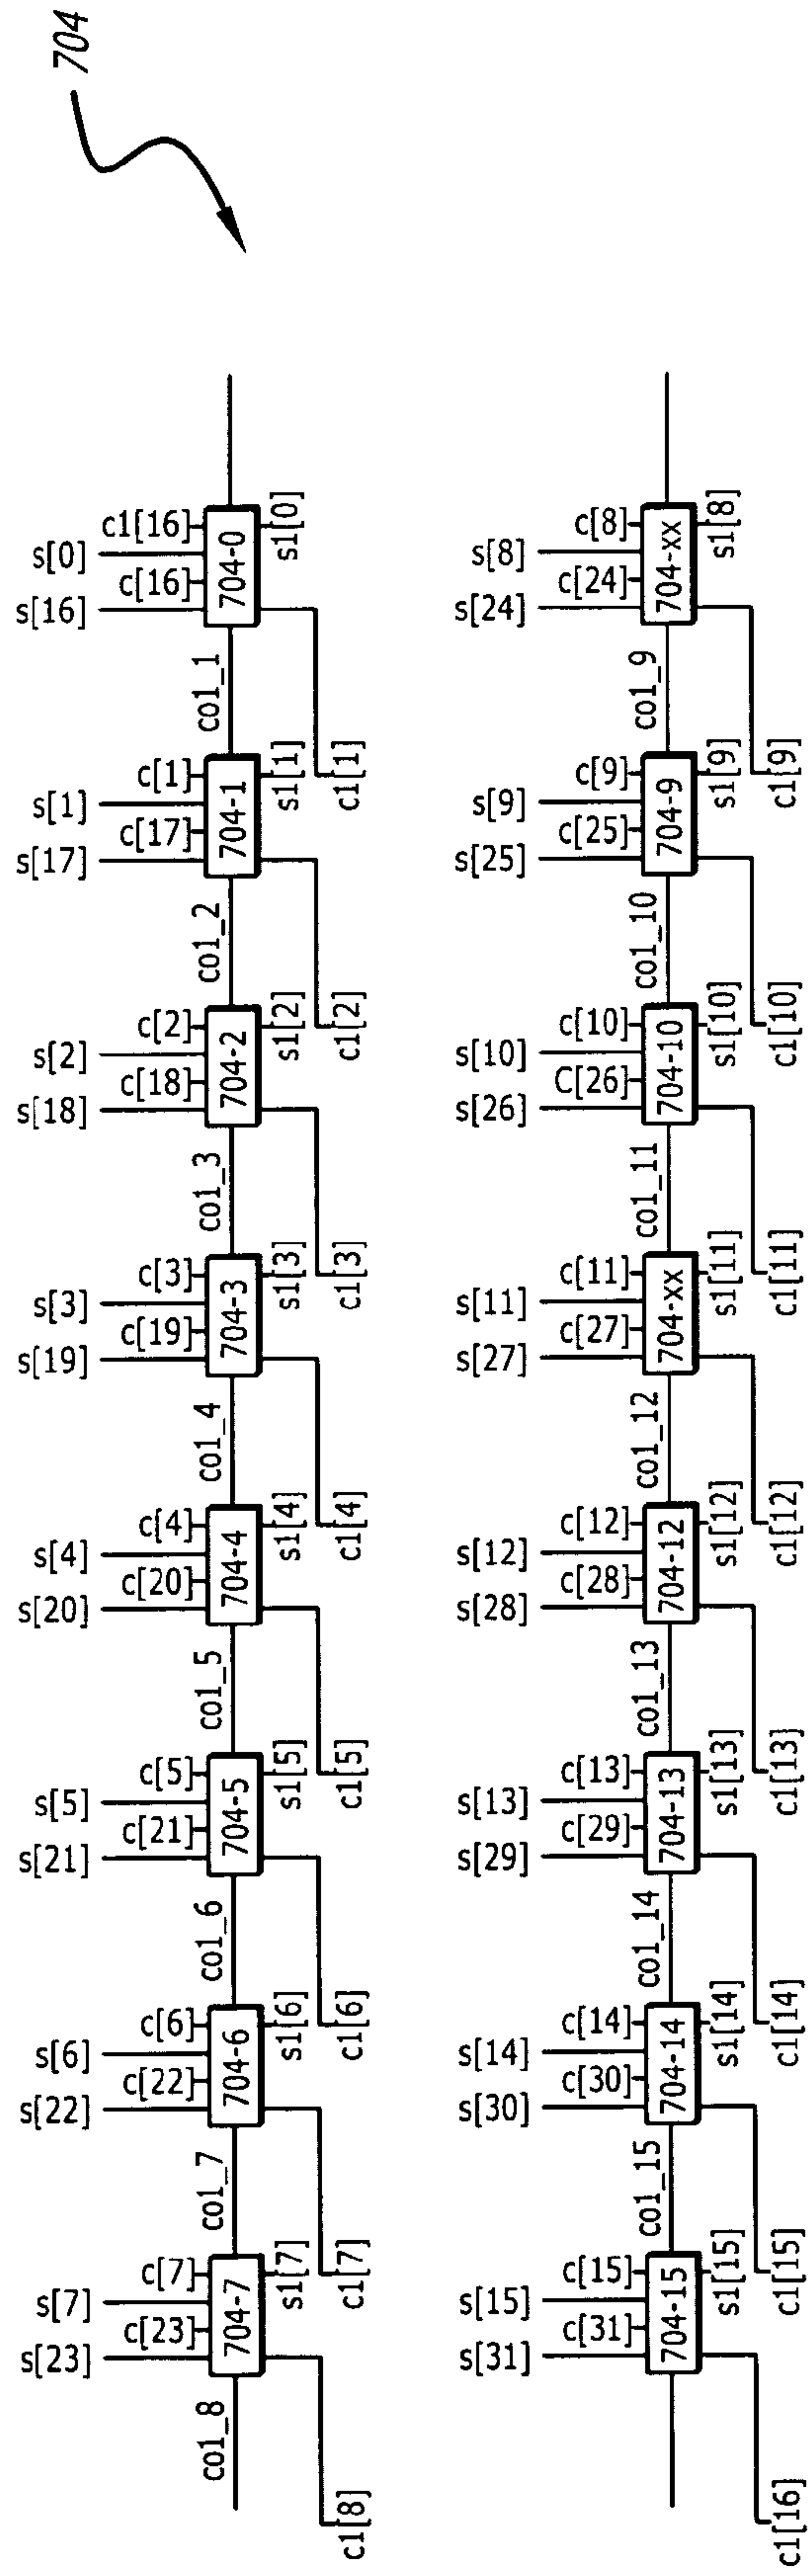 704
s[23] s[7] s[22] s[6] s[21] s[5] s[20] s[4] s[19] s[3] s[18] s[2] s[17] s[1] s[16] s[0]
c[23] c[7] c[22] c[6] c[21] c[5] c[20] c[4] c[19] c[3] c[18] c[2] c[17] c[1] c[16] c1[16]
co1_8 704-7 co1_7 704-6 co1_6 704-5 co1_5 704-4 co1_4 704-3 co1_3 704-2 co1_2 704-1 co1_1 704-0
s1[7] s1[6] s1[5] s1[4] s1[3] s1[2] s1[1] s1[0]
c1[8] c1[7] c1[6] c1[5] c1[4] c1[3] c1[2] c1[1]
s[31] s[15] s[30] s[14] s[29] s[13] s[28] s[12] s[27] s[11] s[26] s[10] s[25] s[9] s[24] s[8]
c[31] c[15] c[30] c[14] c[29] c[13] c[28] c[12] c[27] c[11] C[26] c[10] c[25] c[9] c[24] c[8]
704-15 co1_15 704-14 co1_14 704-13 co1_13 704-12 co1_12 704-xx co1_11 704-10 co1_10 704-9 co1_9 704-xx
s1[15] s1[14] s1[13] s1[12] s1[11] s1[10] s1[9] s1[8]
c1[16] c1[15] c1[14] c1[13] c1[12] c1[11] c1[10] c1[9]